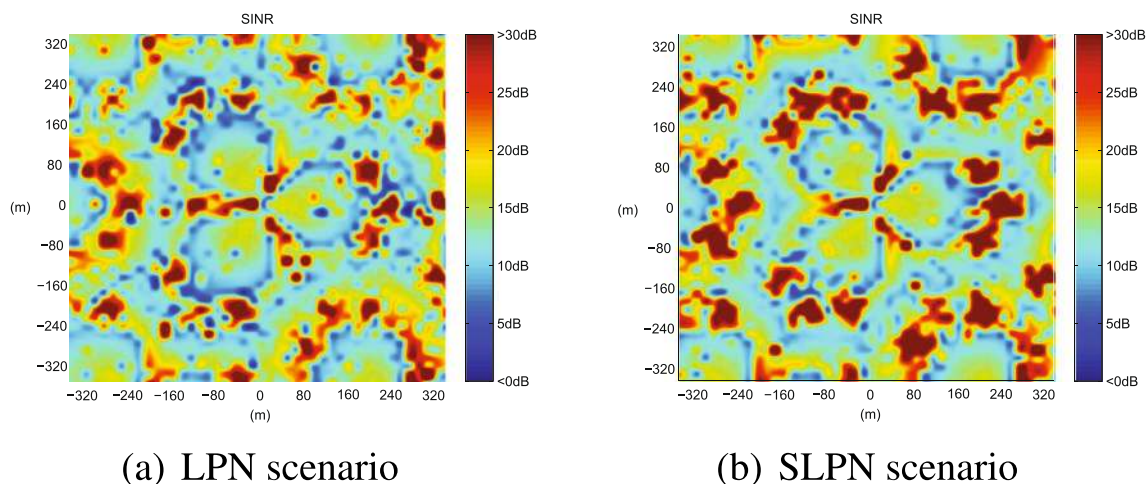 SINR
320
240
160
80
(m)
0
−80
−160
−240
−320
−320 −240 −160 −80 0 80 160 240 320
(m)
>30dB
25dB
20dB
15dB
10dB
5dB
<0dB
(a) LPN scenario
SINR
320
240
160
80
(m)
0
−80
−160
−240
−320
−320 −240 −160 −80 0 80 160 240 320
(m)
>30dB
25dB
20dB
15dB
10dB
5dB
<0dB
(b) SLPN scenario